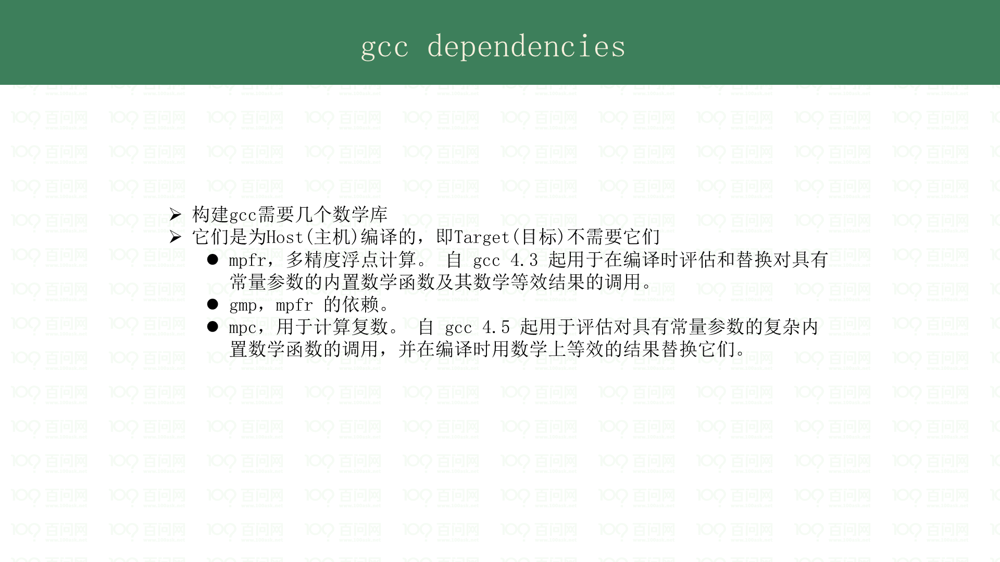 gcc dependencies
构建gcc需要几个数学库
它们是为Host(主机)编译的，即Target(目标)不需要它们
mpfr，多精度浮点计算。 自 gcc 4.3 起用于在编译时评估和替换对具有
常量参数的内置数学函数及其数学等效结果的调用。
gmp，mpfr 的依赖。
mpc，用于计算复数。 自 gcc 4.5 起用于评估对具有常量参数的复杂内
置数学函数的调用，并在编译时用数学上等效的结果替换它们。